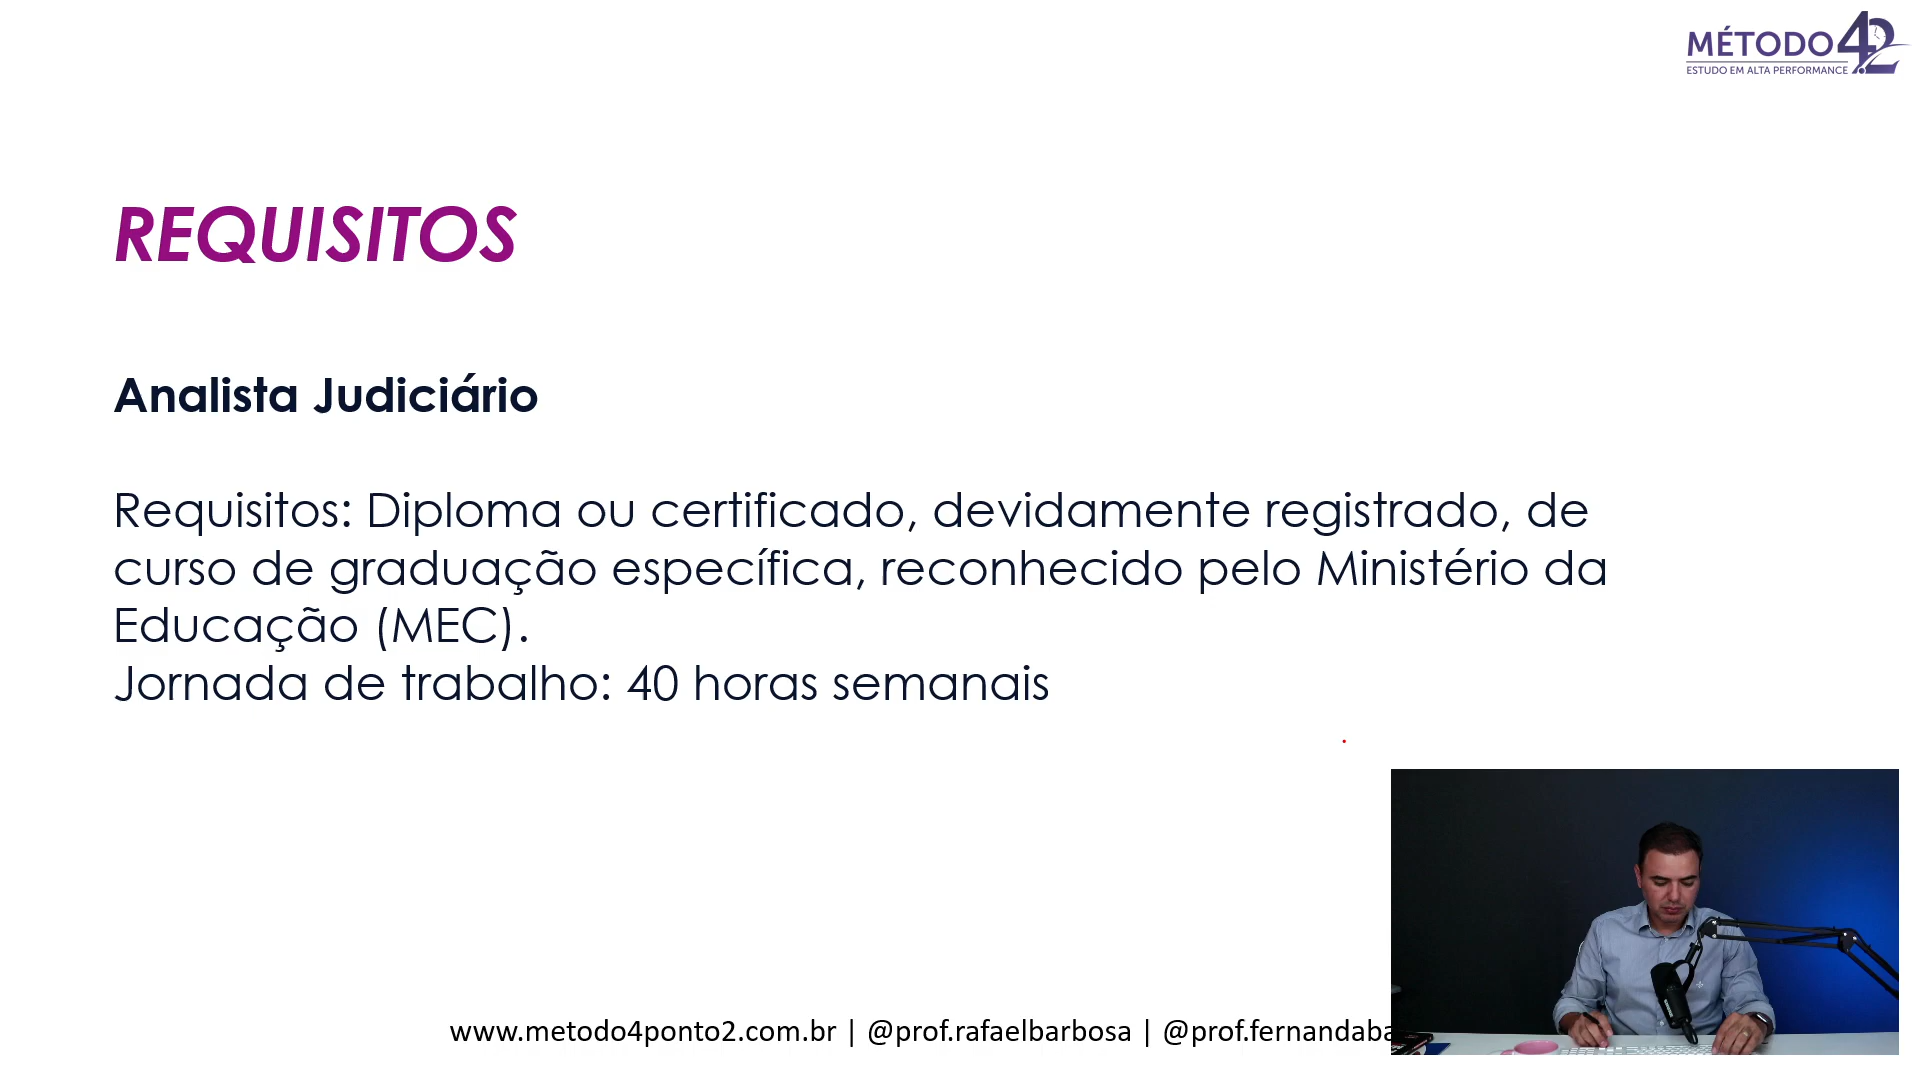 MÉTODO 4.2
ESTUDO EM ALTA PERFORMANCE
REQUISITOS
Analista Judiciário
Requisitos: Diploma ou certificado, devidamente registrado, de
curso de graduação específica, reconhecido pelo Ministério da
Educação (MEC).
Jornada de trabalho: 40 horas semanais
www.metodo4ponto2.com.br | @prof.rafaelbarbosa | @prof.fernandaba